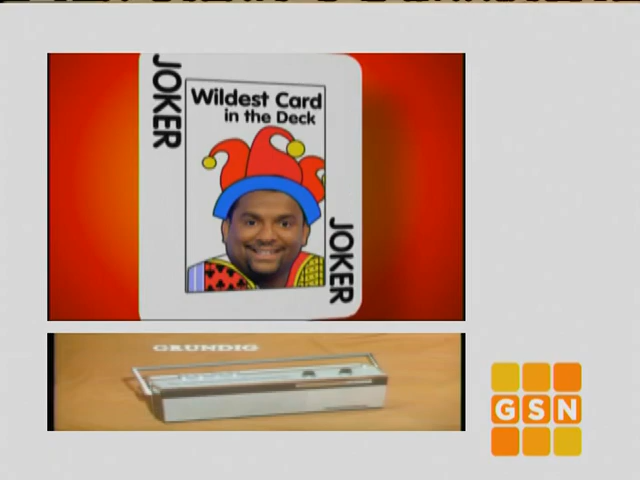 JOKER
Wildest Card
in the Deck
JOKER
GRUNDIG
GSN